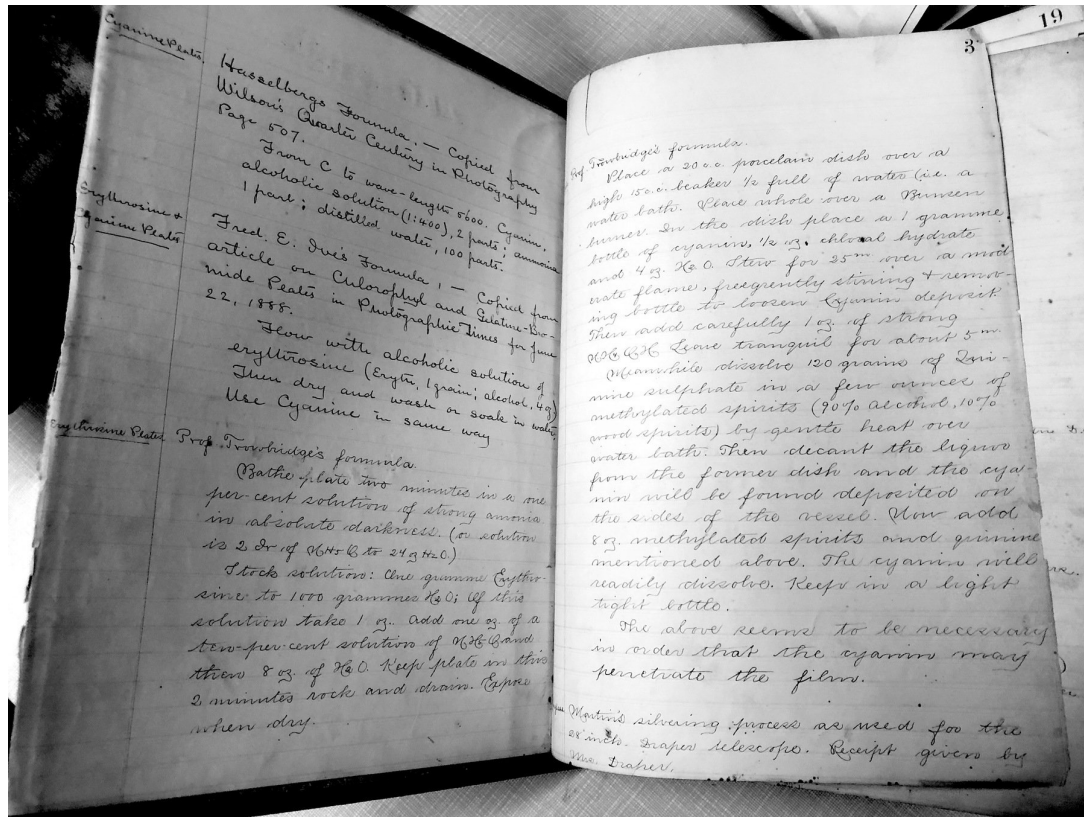 Cyanine Plates
Hasselbergs Formula. — Copied from
Wilson's Quarter Century in Photography
Page 507.
From C to wave-length 5600. Cyanin,
alcoholic solution (1:400), 2 parts; ammonia
1 part; distilled water, 100 parts.
Erythrosine &
Cyanine Plates
Fred. E. Ives Formula, — Copied from
article on Chlorophyl and Gelatine-Bro-
mide Plates in Photographic Times for June
22, 1888.
Flow with alcoholic solution of
erythrosine (Eryth, 1 grain; alcohol, 4 oz)
Then dry and wash or soak in water
Use Cyanine in same way
Erythrosine Plates
Prof. Trowbridge's formula.
Bathe plate two minutes in a one
per cent solution of strong amonia
in absolute darkness. (our solution
is 2 Dr of to 24 oz H2O.)
Stock solution: One gramme Erythro-
sine to 1000 grammes H2O; Of this
solution take 1 oz. add one oz. of a
ten-per-cent solution of and
then 8 oz. of H2O. Keep plate in this
2 minutes rock and drain. Expose
when dry.
19
3
Prof. Trowbridge's formula.
Place a 20 c.c. porcelain dish over a
high 15 o.c. beaker 1/2 full of water (i.e. a
water bath. Place whole over a Bunsen
burner. In the dish place a 1 gramme
bottle of cyanin, 1/2 oz. chloral hydrate
and 4 oz. H2O. Stew for 25m over a mod
erate flame, freequently stirring & remov-
ing bottle to loosen Cyanin deposit.
Then add carefully 1 oz. of strong
Leave tranquil for about 5m.
Meanwhile dissolve 120 grains of Qui-
nine sulphate in a few ounces of
methylated spirits (90% alcohol, 10%
wood spirits) by gentle heat over
water bath. Then decant the liquor
from the former dish and the cya-
nin will be found deposited on
the sides of the vessel. Now add
8 oz. methylated spirits and quinine
mentioned above. The cyanin will
readily dissolve. Keep in a light
tight bottle.
The above seems to be necessary
in order that the cyanin may
penetrate the film.
Martin's silvering process as used for the
28 inch. Draper telescope. Receipt given by
Mrs. Draper.